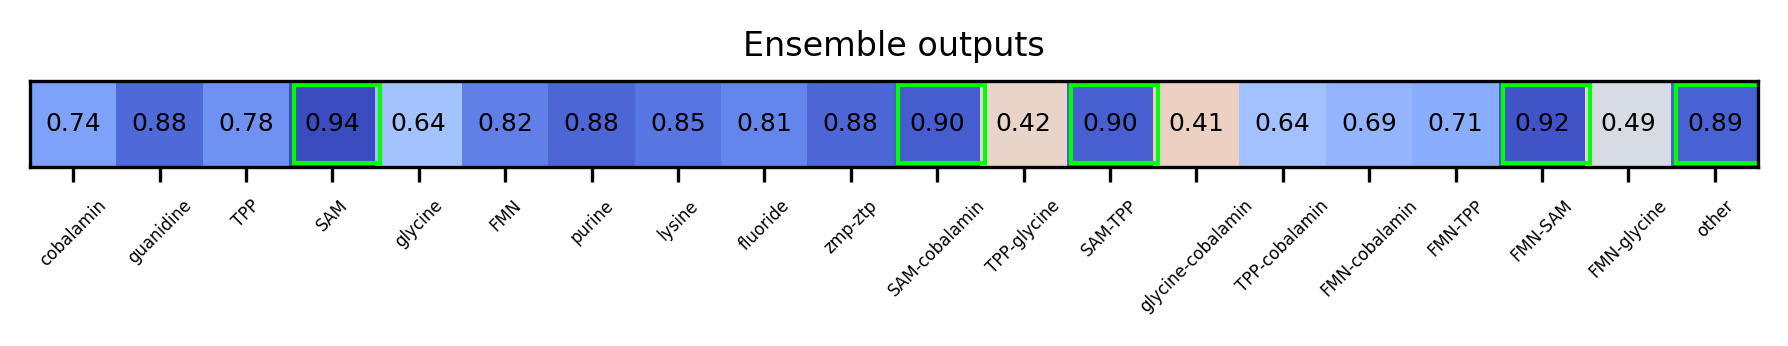 Ensemble outputs
0.74 0.88 0.78 0.94 0.64 0.82 0.88 0.85 0.81 0.88 0.90 0.42 0.90 0.41 0.64 0.69 0.71 0.92 0.49 0.89
cobalamin guanidine TPP SAM glycine FMN purine lysine fluoride zmp-ztp SAM-cobalamin TPP-glycine SAM-TPP glycine-cobalamin TPP-cobalamin FMN-cobalamin FMN-TPP FMN-SAM FMN-glycine other